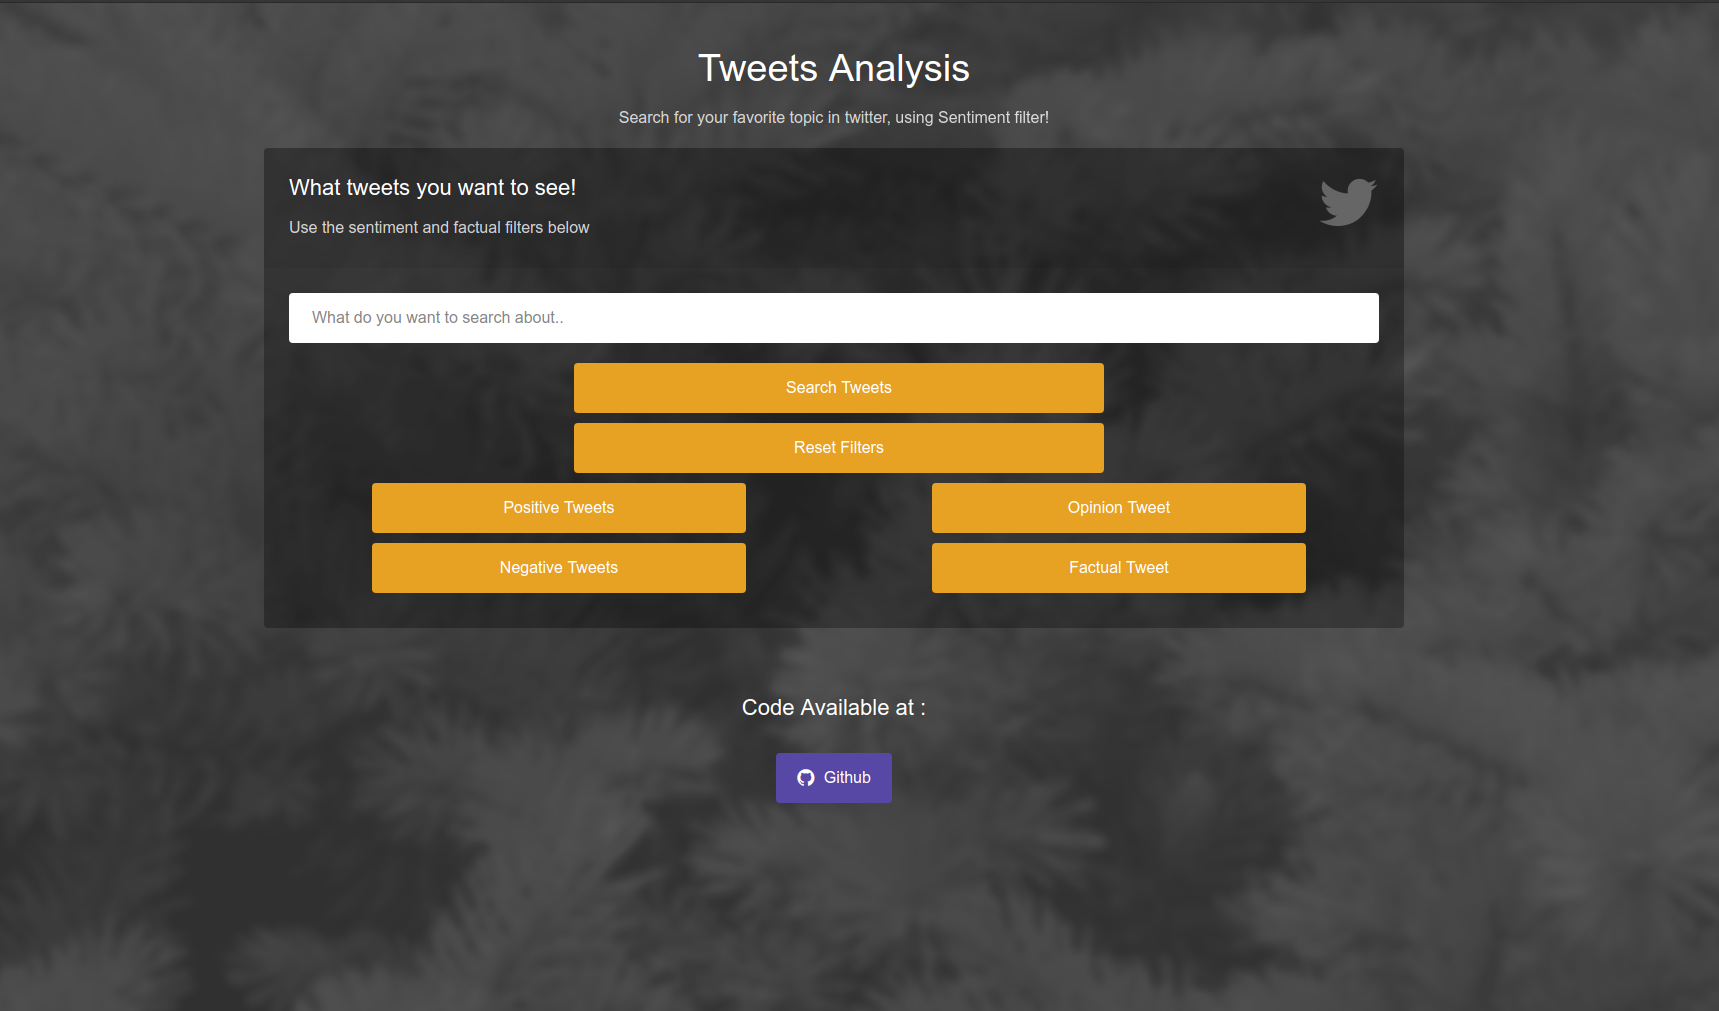 Tweets Analysis
Search for your favorite topic in twitter, using Sentiment filter!
What tweets you want to see!
Use the sentiment and factual filters below
What do you want to search about..
Search Tweets
Reset Filters
Positive Tweets
Opinion Tweet
Negative Tweets
Factual Tweet
Code Available at :
Github